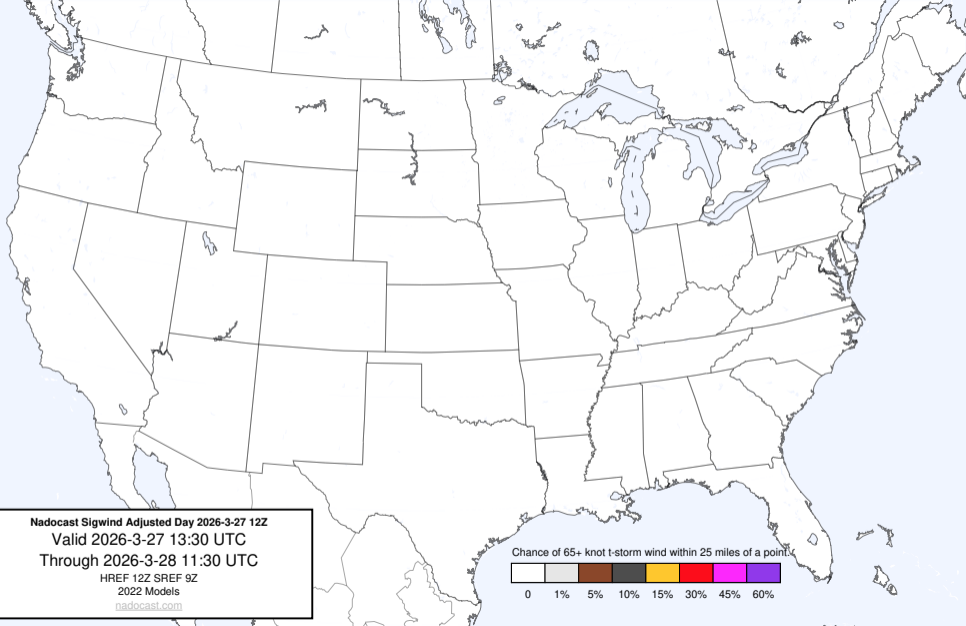 Nadocast Sigwind Adjusted Day 2026-3-27 12Z
Valid 2026-3-27 13:30 UTC
Through 2026-3-28 11:30 UTC
HREF 12Z SREF 9Z
2022 Models
nadocast.com
Chance of 65+ knot t-storm wind within 25 miles of a point.
0 1% 5% 10% 15% 30% 45% 60%